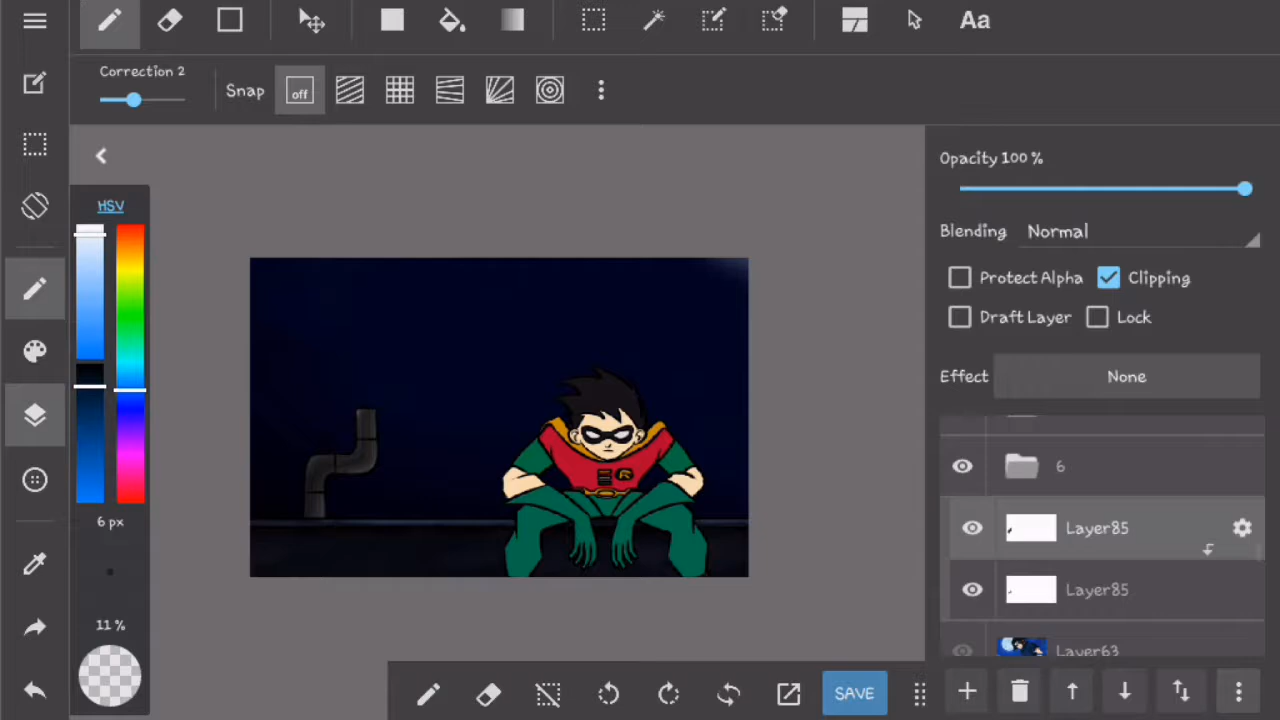 Aa
Correction 2
Snap
off
HSV
6 px
11 %
Opacity 100 %
Blending Normal
Protect Alpha Clipping
Draft Layer Lock
Effect None
6
Layer85
Layer85
Layer63
SAVE
R